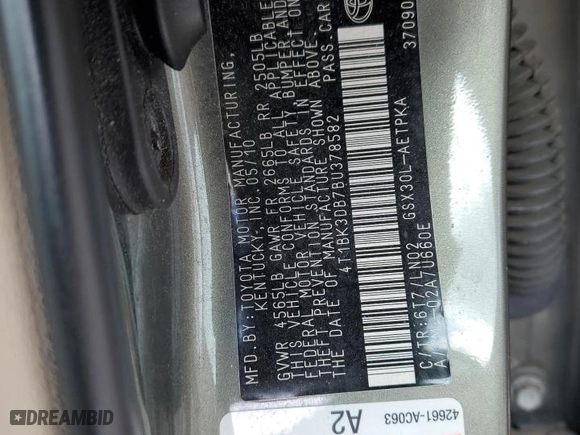 MFD. BY: TOYOTA MOTOR MANUFACTURING,
KENTUCKY, INC. 05/10
GVWR 4565LB GAWR FR 2665LB RR 2505LB
THIS VEHICLE CONFORMS TO ALL APPLICABLE
FEDERAL MOTOR VEHICLE SAFETY BUMPER, AND
THEFT PREVENTION STANDARDS IN EFFECT ON
THE DATE OF MANUFACTURE SHOWN ABOVE.
4T1BK3DB7BU378582 PASS. CAR
C/TR:6T7/LN02 GSX30L-AETPKA
A/ -02A/U660E
37090
42661-AC063
A2
DREAMBID